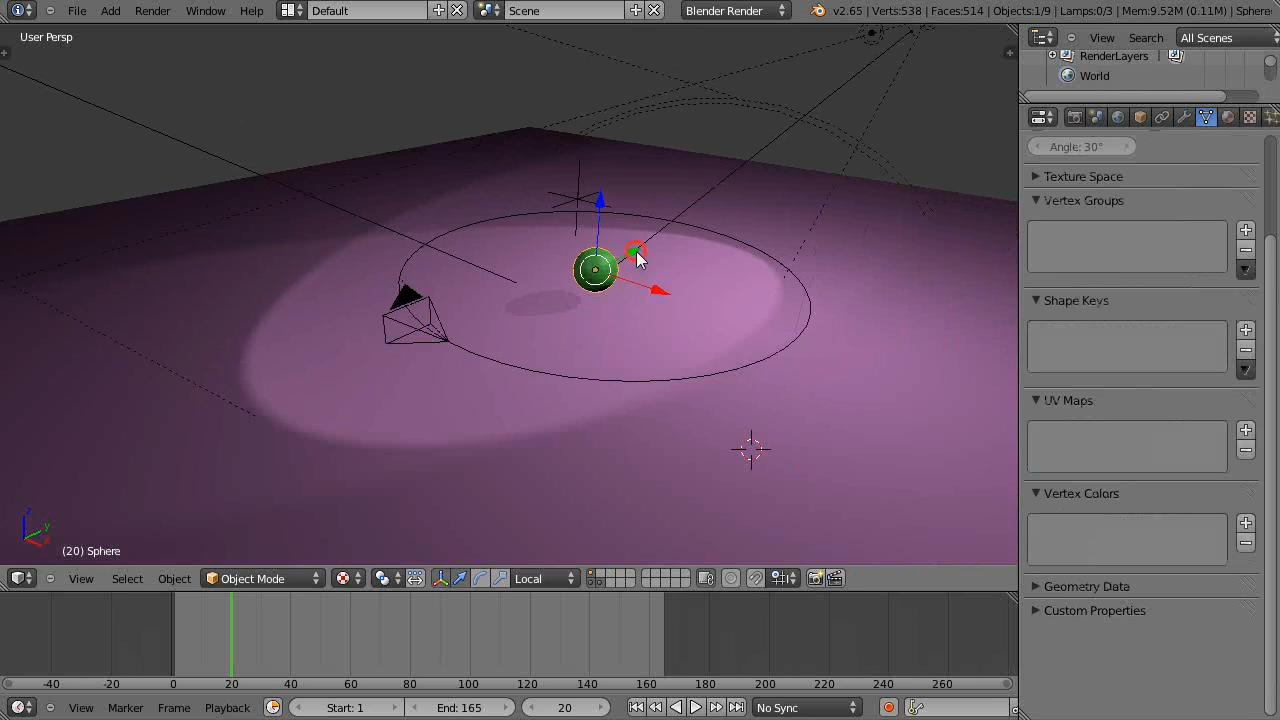 File Add Render Window Help Default Scene Blender Render v2.65 | Verts:538 | Faces:514 | Objects:1/9 | Lamps:0/3 | Mem:9.52M (0.11M) | Sphere
User Persp
View Search All Scenes
RenderLayers
World
Angle: 30°
Texture Space
Vertex Groups
Shape Keys
UV Maps
Vertex Colors
Geometry Data
Custom Properties
z
y
x
(20) Sphere
View Select Object Object Mode Local
-40 -20 0 20 40 60 80 100 120 140 160 180 200 220 240 260
View Marker Frame Playback Start: 1 End: 165 20 No Sync